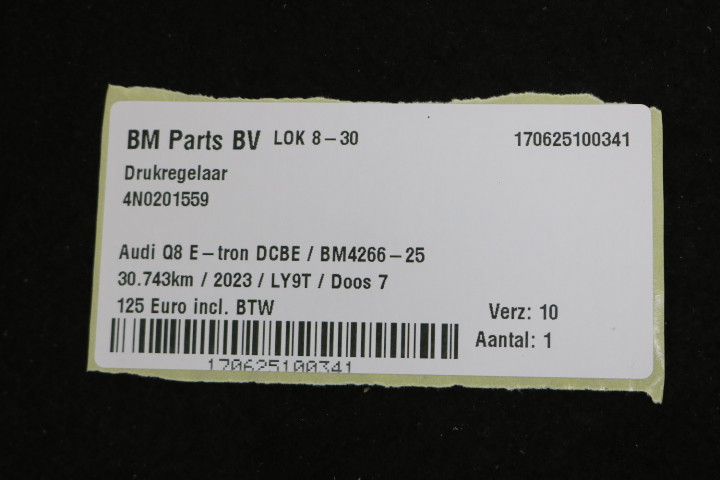 BM Parts BV LOK 8-30 170625100341
Drukregelaar
4N0201559
Audi Q8 E-tron DCBE / BM4266-25
30.743km / 2023 / LY9T / Doos 7
125 Euro incl. BTW Verz: 10
Aantal: 1
170625100341